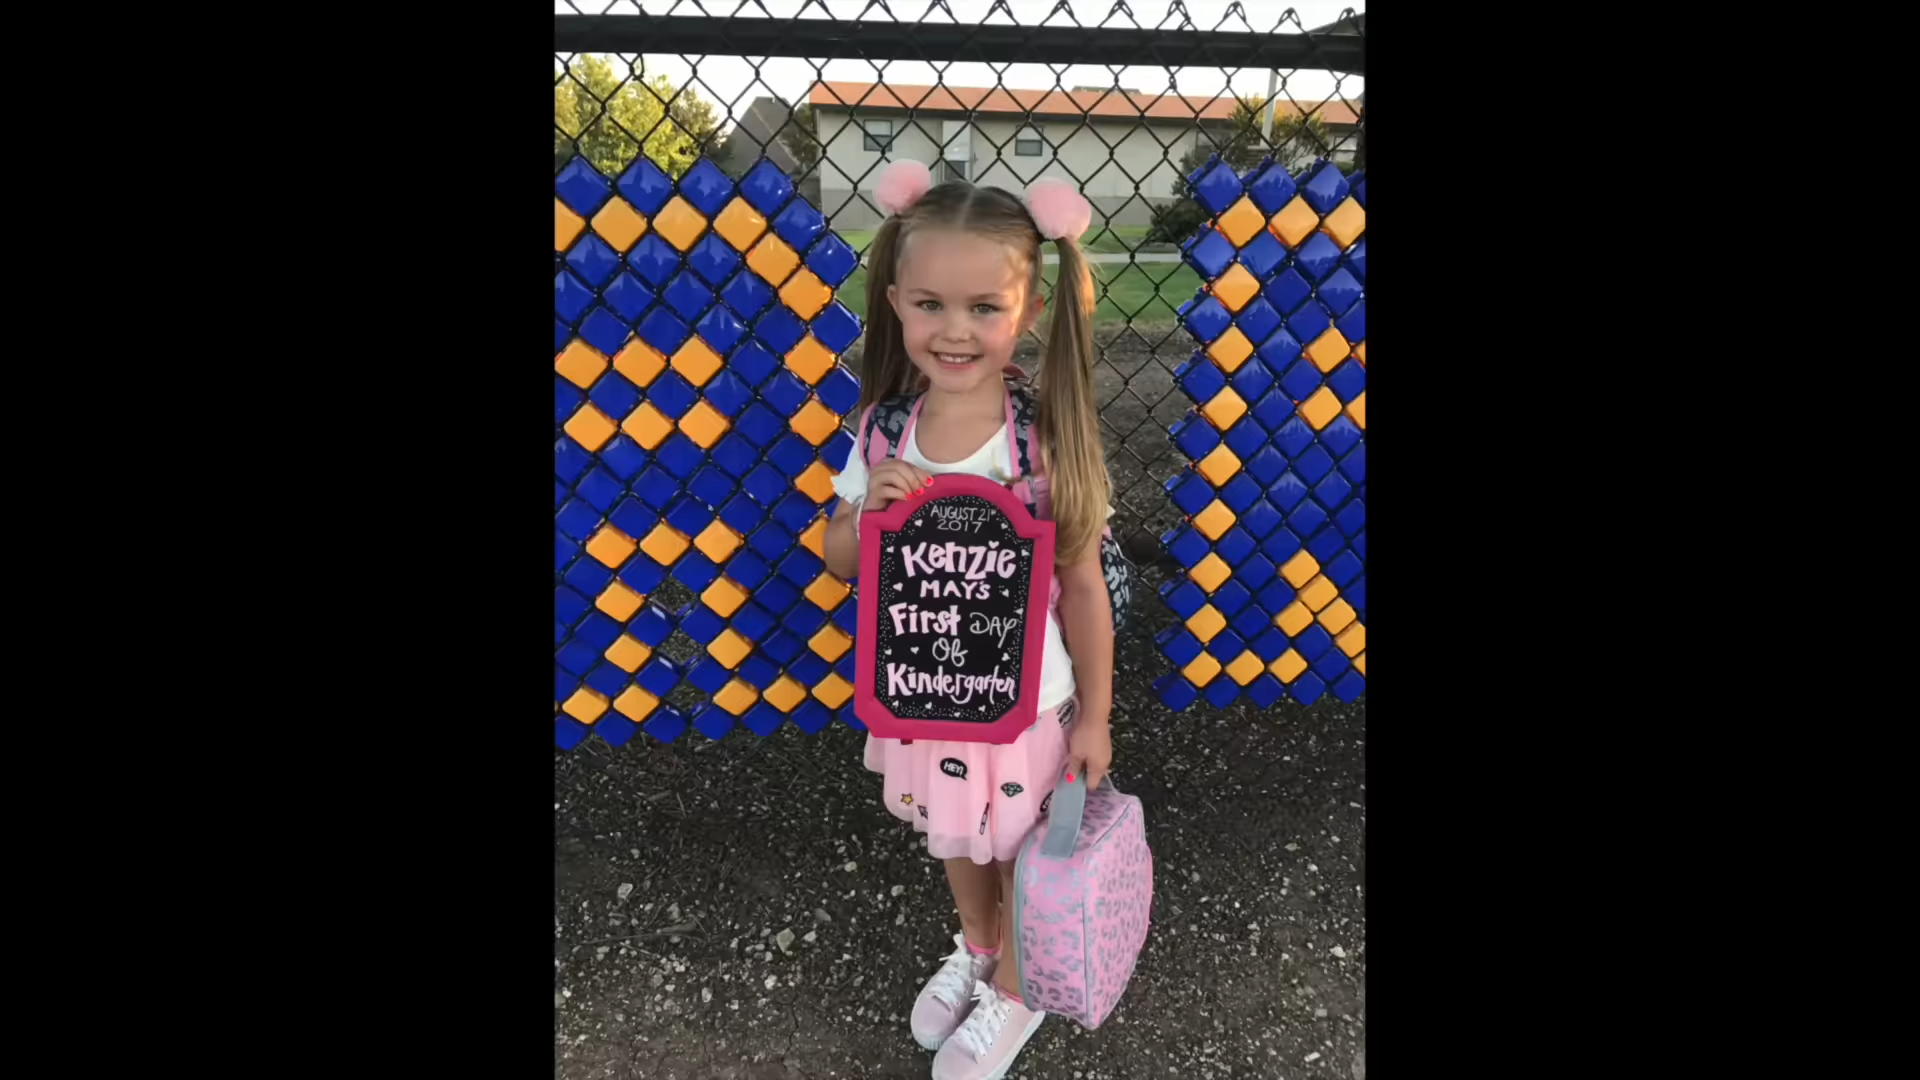 AUGUST 21st
2017
Kenzie
MAY'S
First DAY
Of
Kindergarten
HEY!